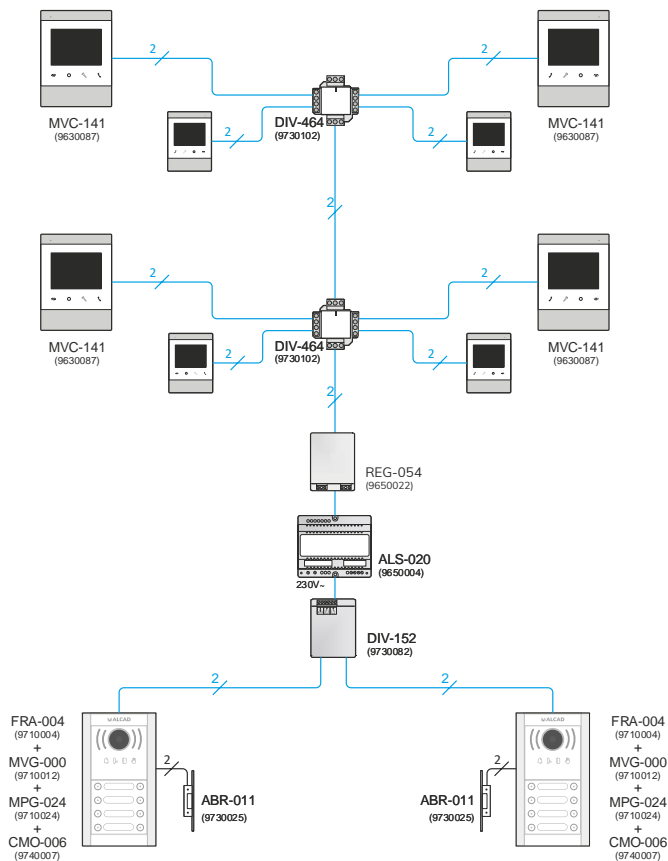 2
2
MVC-141
(9630087)
DIV-464
(9730102)
MVC-141
(9630087)
2
2
2
2
2
MVC-141
(9630087)
DIV-464
(9730102)
MVC-141
(9630087)
2
2
2
REG-054
(9650022)
ALS-020
(9650004)
230V~
DIV-152
(9730082)
2
2
FRA-004
(9710004)
+
MVG-000
(9710012)
+
MPG-024
(9710024)
+
CMO-006
(9740007)
ALCAD
2
ABR-011
(9730025)
ALCAD
2
ABR-011
(9730025)
FRA-004
(9710004)
+
MVG-000
(9710012)
+
MPG-024
(9710024)
+
CMO-006
(9740007)